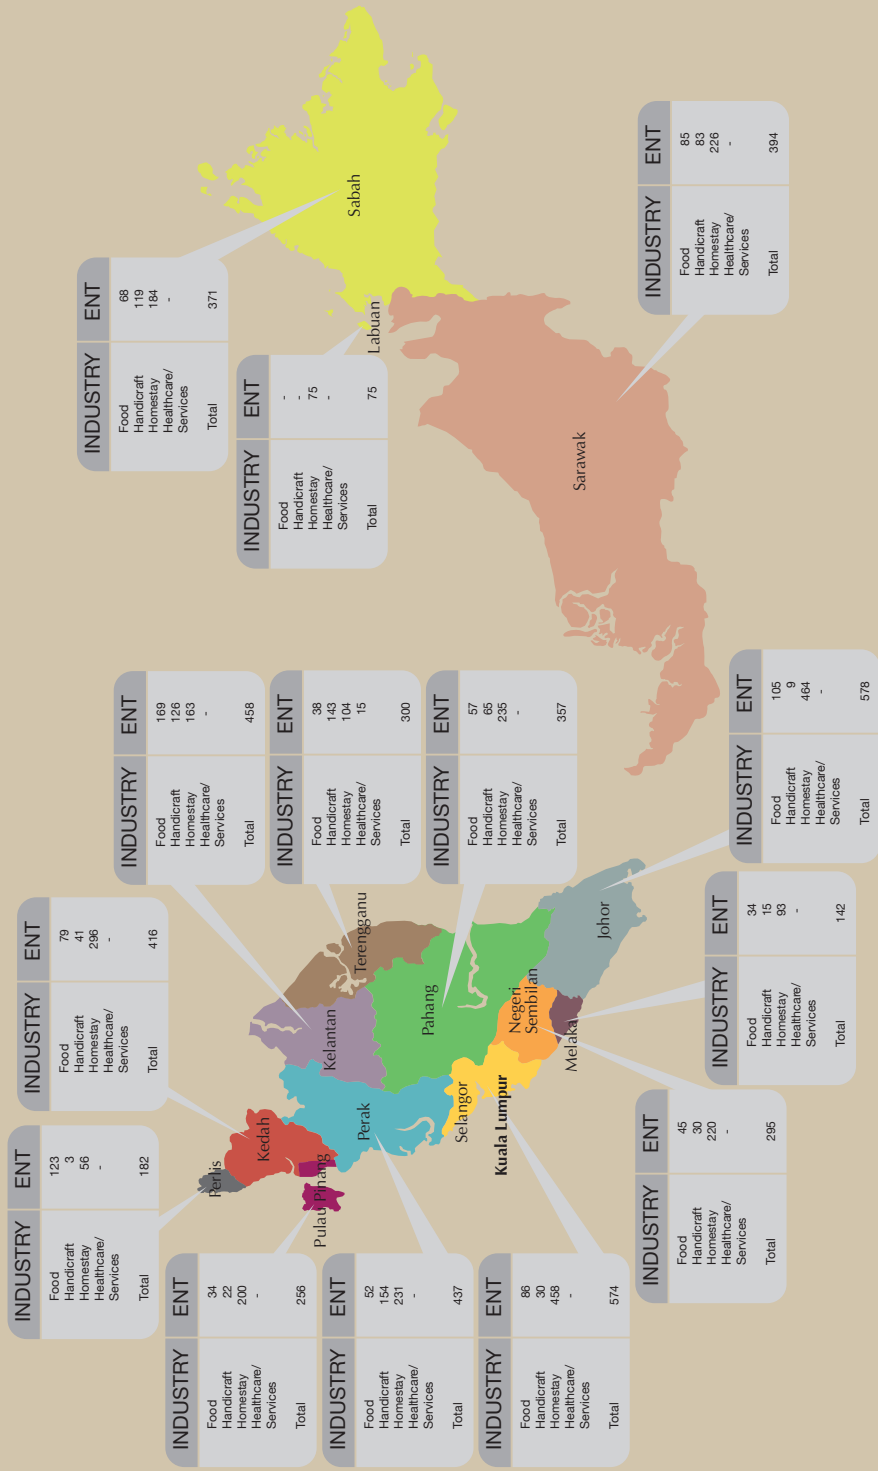 INDUSTRY ENT
Food 123
Handicraft 3
Homestay 56
Healthcare/ -
Services
Total 182
INDUSTRY ENT
Food 79
Handicraft 41
Homestay 296
Healthcare/ -
Services
Total 416
INDUSTRY ENT
Food 169
Handicraft 126
Homestay 163
Healthcare/ -
Services
Total 458
INDUSTRY ENT
Food 38
Handicraft 143
Homestay 104
Healthcare/ 15
Services
Total 300
INDUSTRY ENT
Food 57
Handicraft 65
Homestay 235
Healthcare/ -
Services
Total 357
INDUSTRY ENT
Food 68
Handicraft 119
Homestay 184
Healthcare/ -
Services
Total 371
INDUSTRY ENT
Food -
Handicraft -
Homestay 75
Healthcare/ -
Services
Total 75
INDUSTRY ENT
Food 34
Handicraft 22
Homestay 200
Healthcare/ -
Services
Total 256
INDUSTRY ENT
Food 52
Handicraft 154
Homestay 231
Healthcare/ -
Services
Total 437
INDUSTRY ENT
Food 86
Handicraft 30
Homestay 458
Healthcare/ -
Services
Total 574
INDUSTRY ENT
Food 45
Handicraft 30
Homestay 220
Healthcare/ -
Services
Total 295
INDUSTRY ENT
Food 34
Handicraft 15
Homestay 93
Healthcare/ -
Services
Total 142
INDUSTRY ENT
Food 105
Handicraft 9
Homestay 464
Healthcare/ -
Services
Total 578
INDUSTRY ENT
Food 85
Handicraft 83
Homestay 226
Healthcare/ -
Services
Total 394
Perlis
Kedah
Pulau Pinang
Perak
Kelantan
Terengganu
Pahang
Selangor
Kuala Lumpur
Negeri
Sembilan
Melaka
Johor
Labuan
Sabah
Sarawak